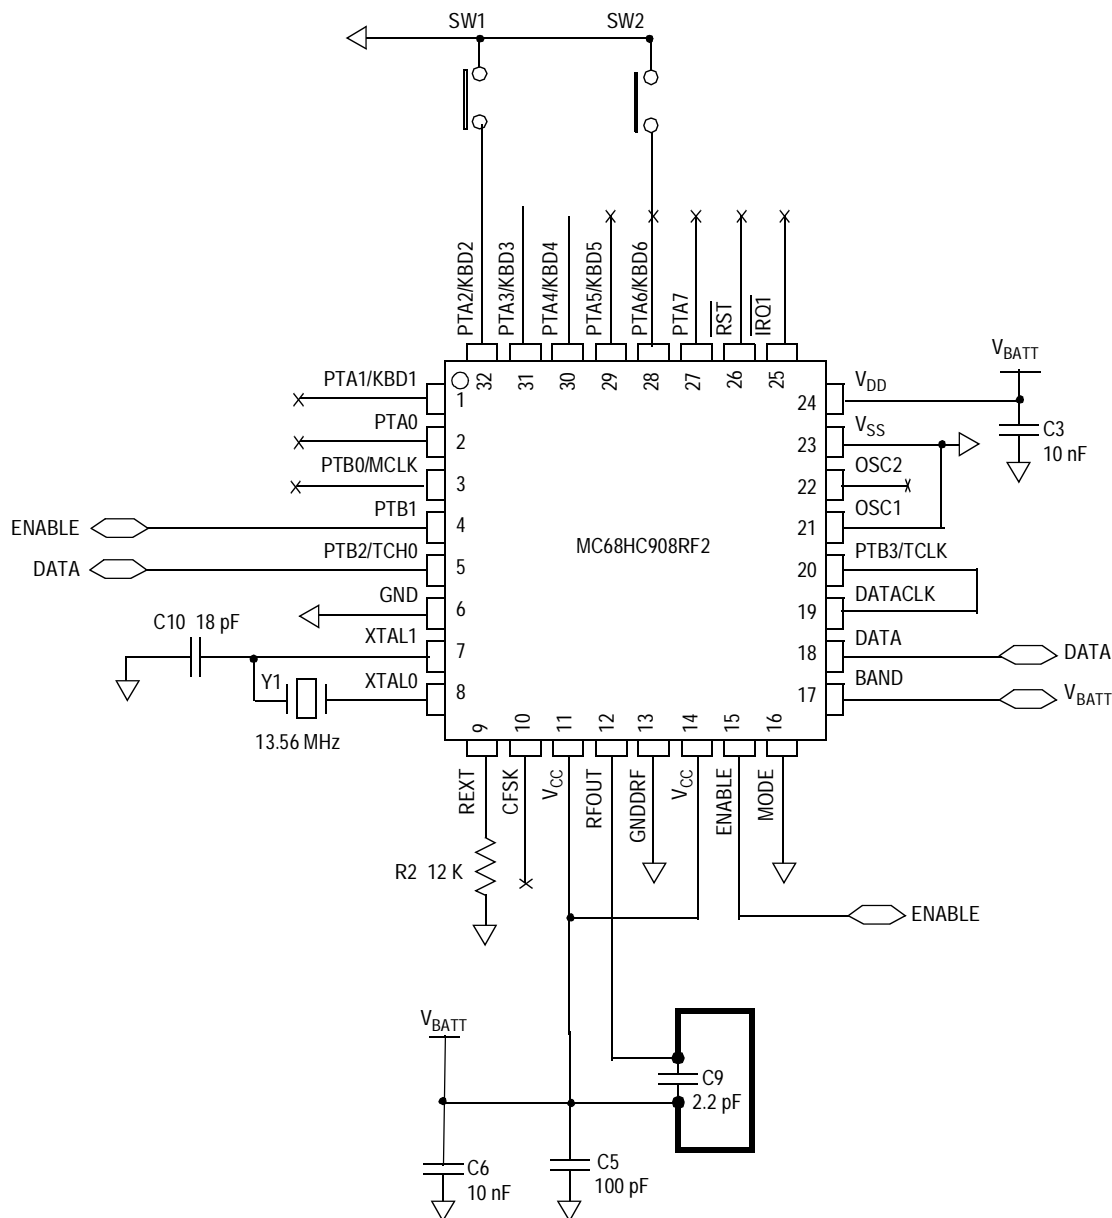 SW1
SW2
PTA2/KBD2
PTA3/KBD3
PTA4/KBD4
PTA5/KBD5
PTA6/KBD6
PTA7
RST
IRQ1
32
31
30
29
28
27
26
25
PTA1/KBD1
1
PTA0
2
PTB0/MCLK
3
PTB1
4
ENABLE
PTB2/TCH0
5
DATA
GND
6
C10 18 pF
XTAL1
7
Y1
XTAL0
8
13.56 MHz
MC68HC908RF2
VBATT
VDD
24
C3
10 nF
VSS
23
OSC2
22
OSC1
21
PTB3/TCLK
20
DATACLK
19
DATA
18
DATA
BAND
17
VBATT
9
10
11
12
13
14
15
16
REXT
CFSK
VCC
RFOUT
GNDDRF
VCC
ENABLE
MODE
R2 12 K
ENABLE
VBATT
C9
2.2 pF
C6
10 nF
C5
100 pF